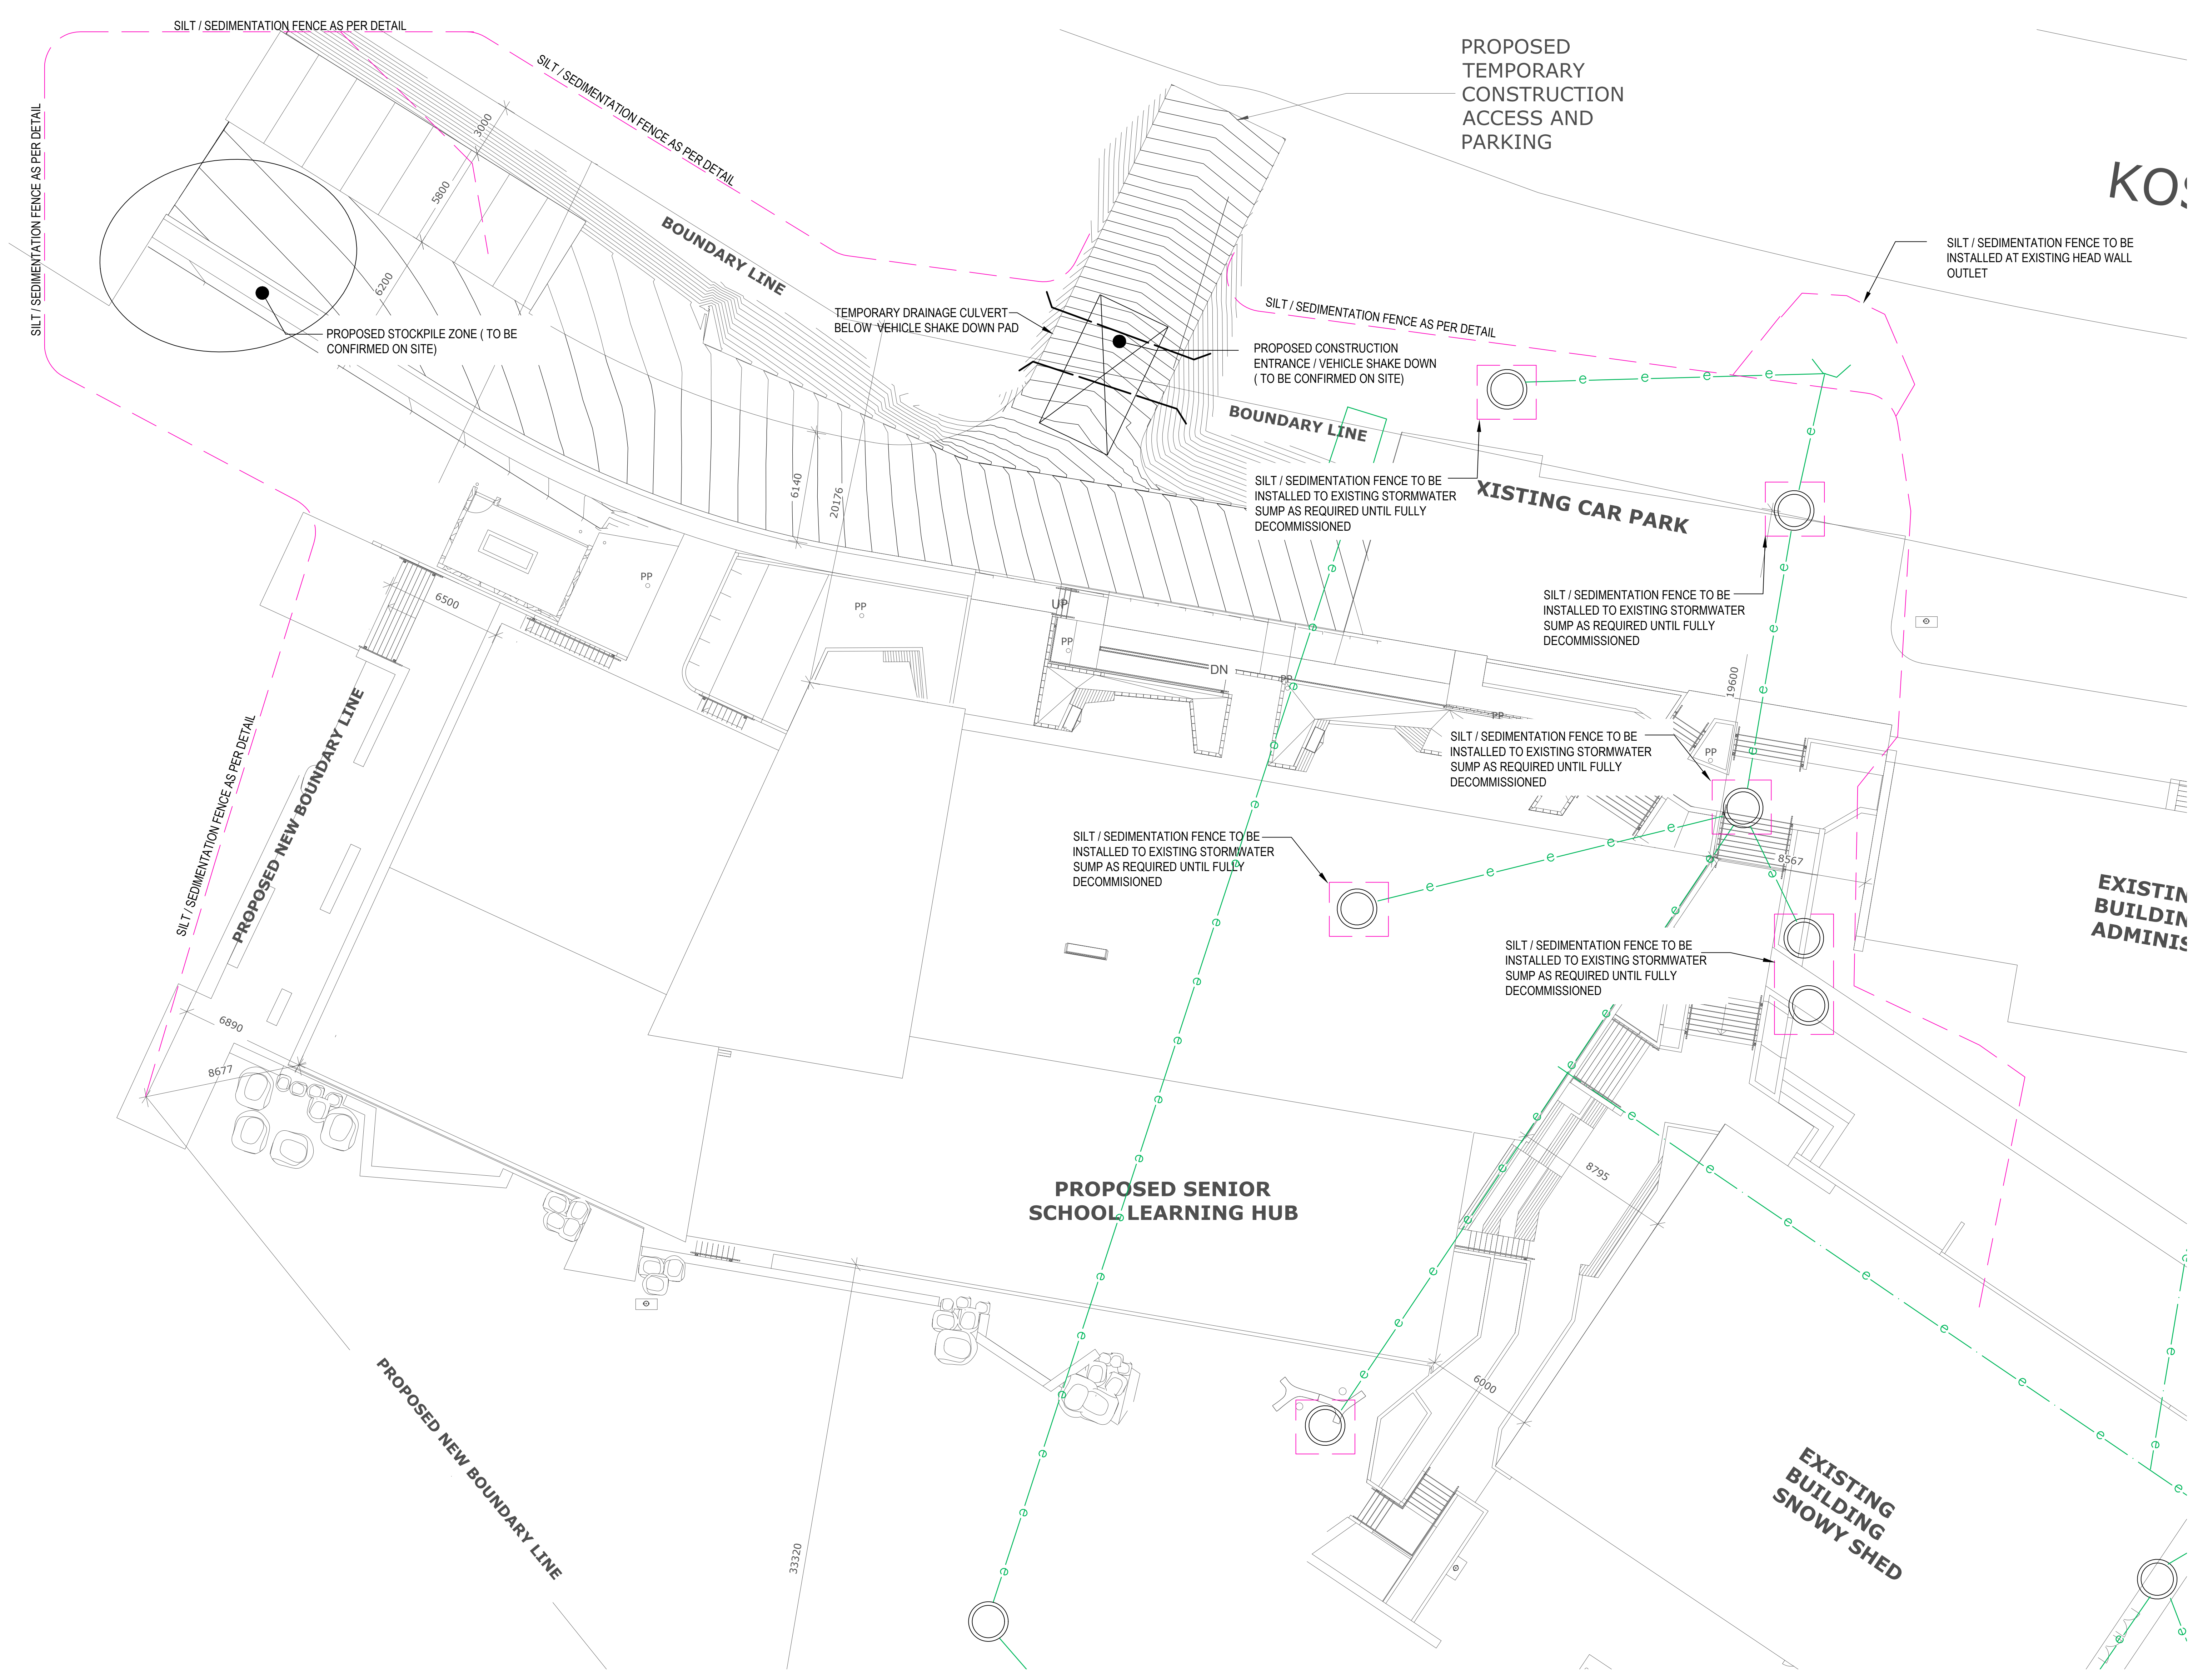 SILT / SEDIMENTATION FENCE AS PER DETAIL
SILT / SEDIMENTATION FENCE AS PER DETAIL
SILT / SEDIMENTATION FENCE AS PER DETAIL
PROPOSED
TEMPORARY
CONSTRUCTION
ACCESS AND
PARKING
KOS
3000
5800
6200
BOUNDARY LINE
SILT / SEDIMENTATION FENCE TO BE
INSTALLED AT EXISTING HEAD WALL
OUTLET
PROPOSED STOCKPILE ZONE ( TO BE
CONFIRMED ON SITE)
TEMPORARY DRAINAGE CULVERT
BELOW VEHICLE SHAKE DOWN PAD
SILT / SEDIMENTATION FENCE AS PER DETAIL
PROPOSED CONSTRUCTION
ENTRANCE / VEHICLE SHAKE DOWN
( TO BE CONFIRMED ON SITE)
BOUNDARY LINE
6140
20176
SILT / SEDIMENTATION FENCE TO BE
INSTALLED TO EXISTING STORMWATER
SUMP AS REQUIRED UNTIL FULLY
DECOMMISSIONED
XISTING CAR PARK
SILT / SEDIMENTATION FENCE TO BE
INSTALLED TO EXISTING STORMWATER
SUMP AS REQUIRED UNTIL FULLY
DECOMMISSIONED
6500
PP
PP
UP
PP
DN
PP
PP
19600
PP
SILT / SEDIMENTATION FENCE TO BE
INSTALLED TO EXISTING STORMWATER
SUMP AS REQUIRED UNTIL FULLY
DECOMMISSIONED
SILT / SEDIMENTATION FENCE AS PER DETAIL
PROPOSED NEW BOUNDARY LINE
SILT / SEDIMENTATION FENCE TO BE
INSTALLED TO EXISTING STORMWATER
SUMP AS REQUIRED UNTIL FULLY
DECOMMISIONED
8567
EXISTIN
BUILDIN
ADMINIS
SILT / SEDIMENTATION FENCE TO BE
INSTALLED TO EXISTING STORMWATER
SUMP AS REQUIRED UNTIL FULLY
DECOMMISSIONED
6890
8677
8795
PROPOSED SENIOR
SCHOOL LEARNING HUB
6000
PROPOSED NEW BOUNDARY LINE
33320
EXISTING
BUILDING
SNOWY SHED